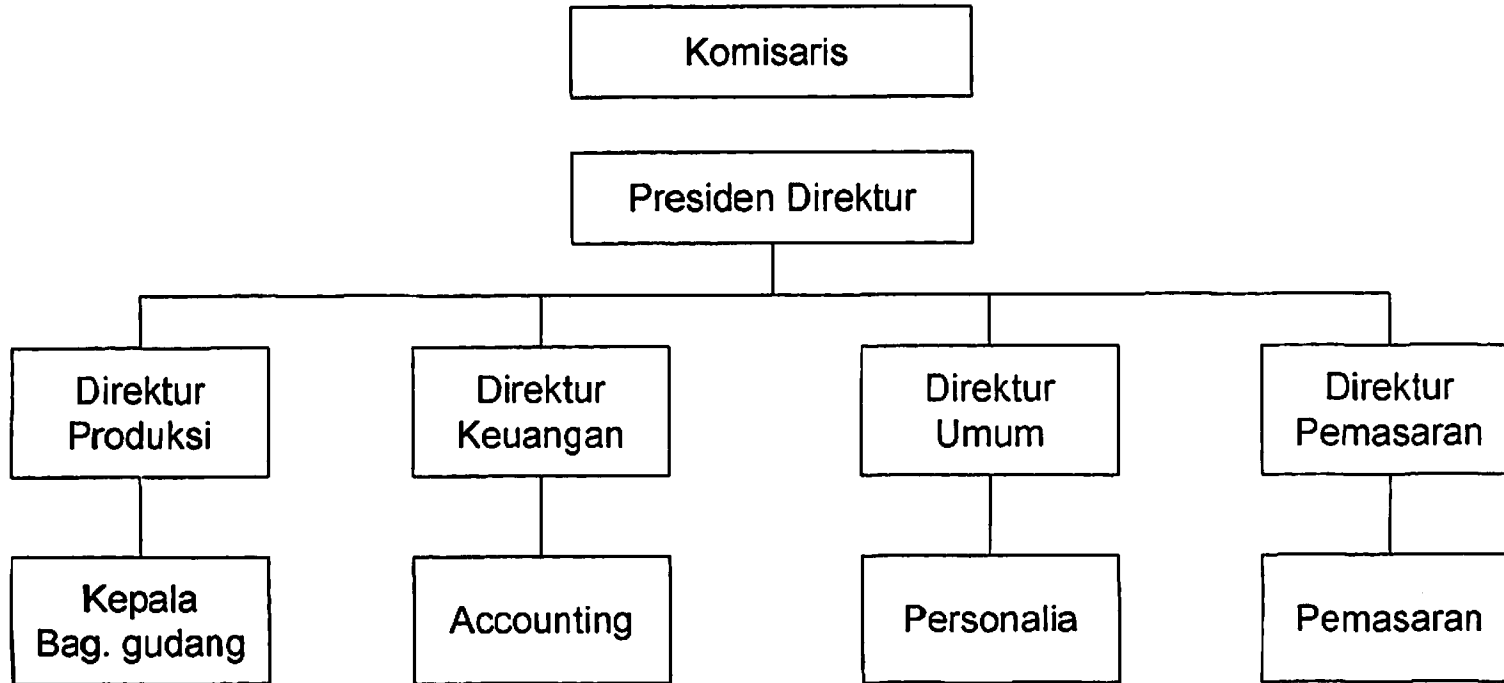 Komisaris
Presiden Direktur
Direktur
Produksi
Direktur
Keuangan
Direktur
Umum
Direktur
Pemasaran
Kepala
Bag. gudang
Accounting
Personalia
Pemasaran